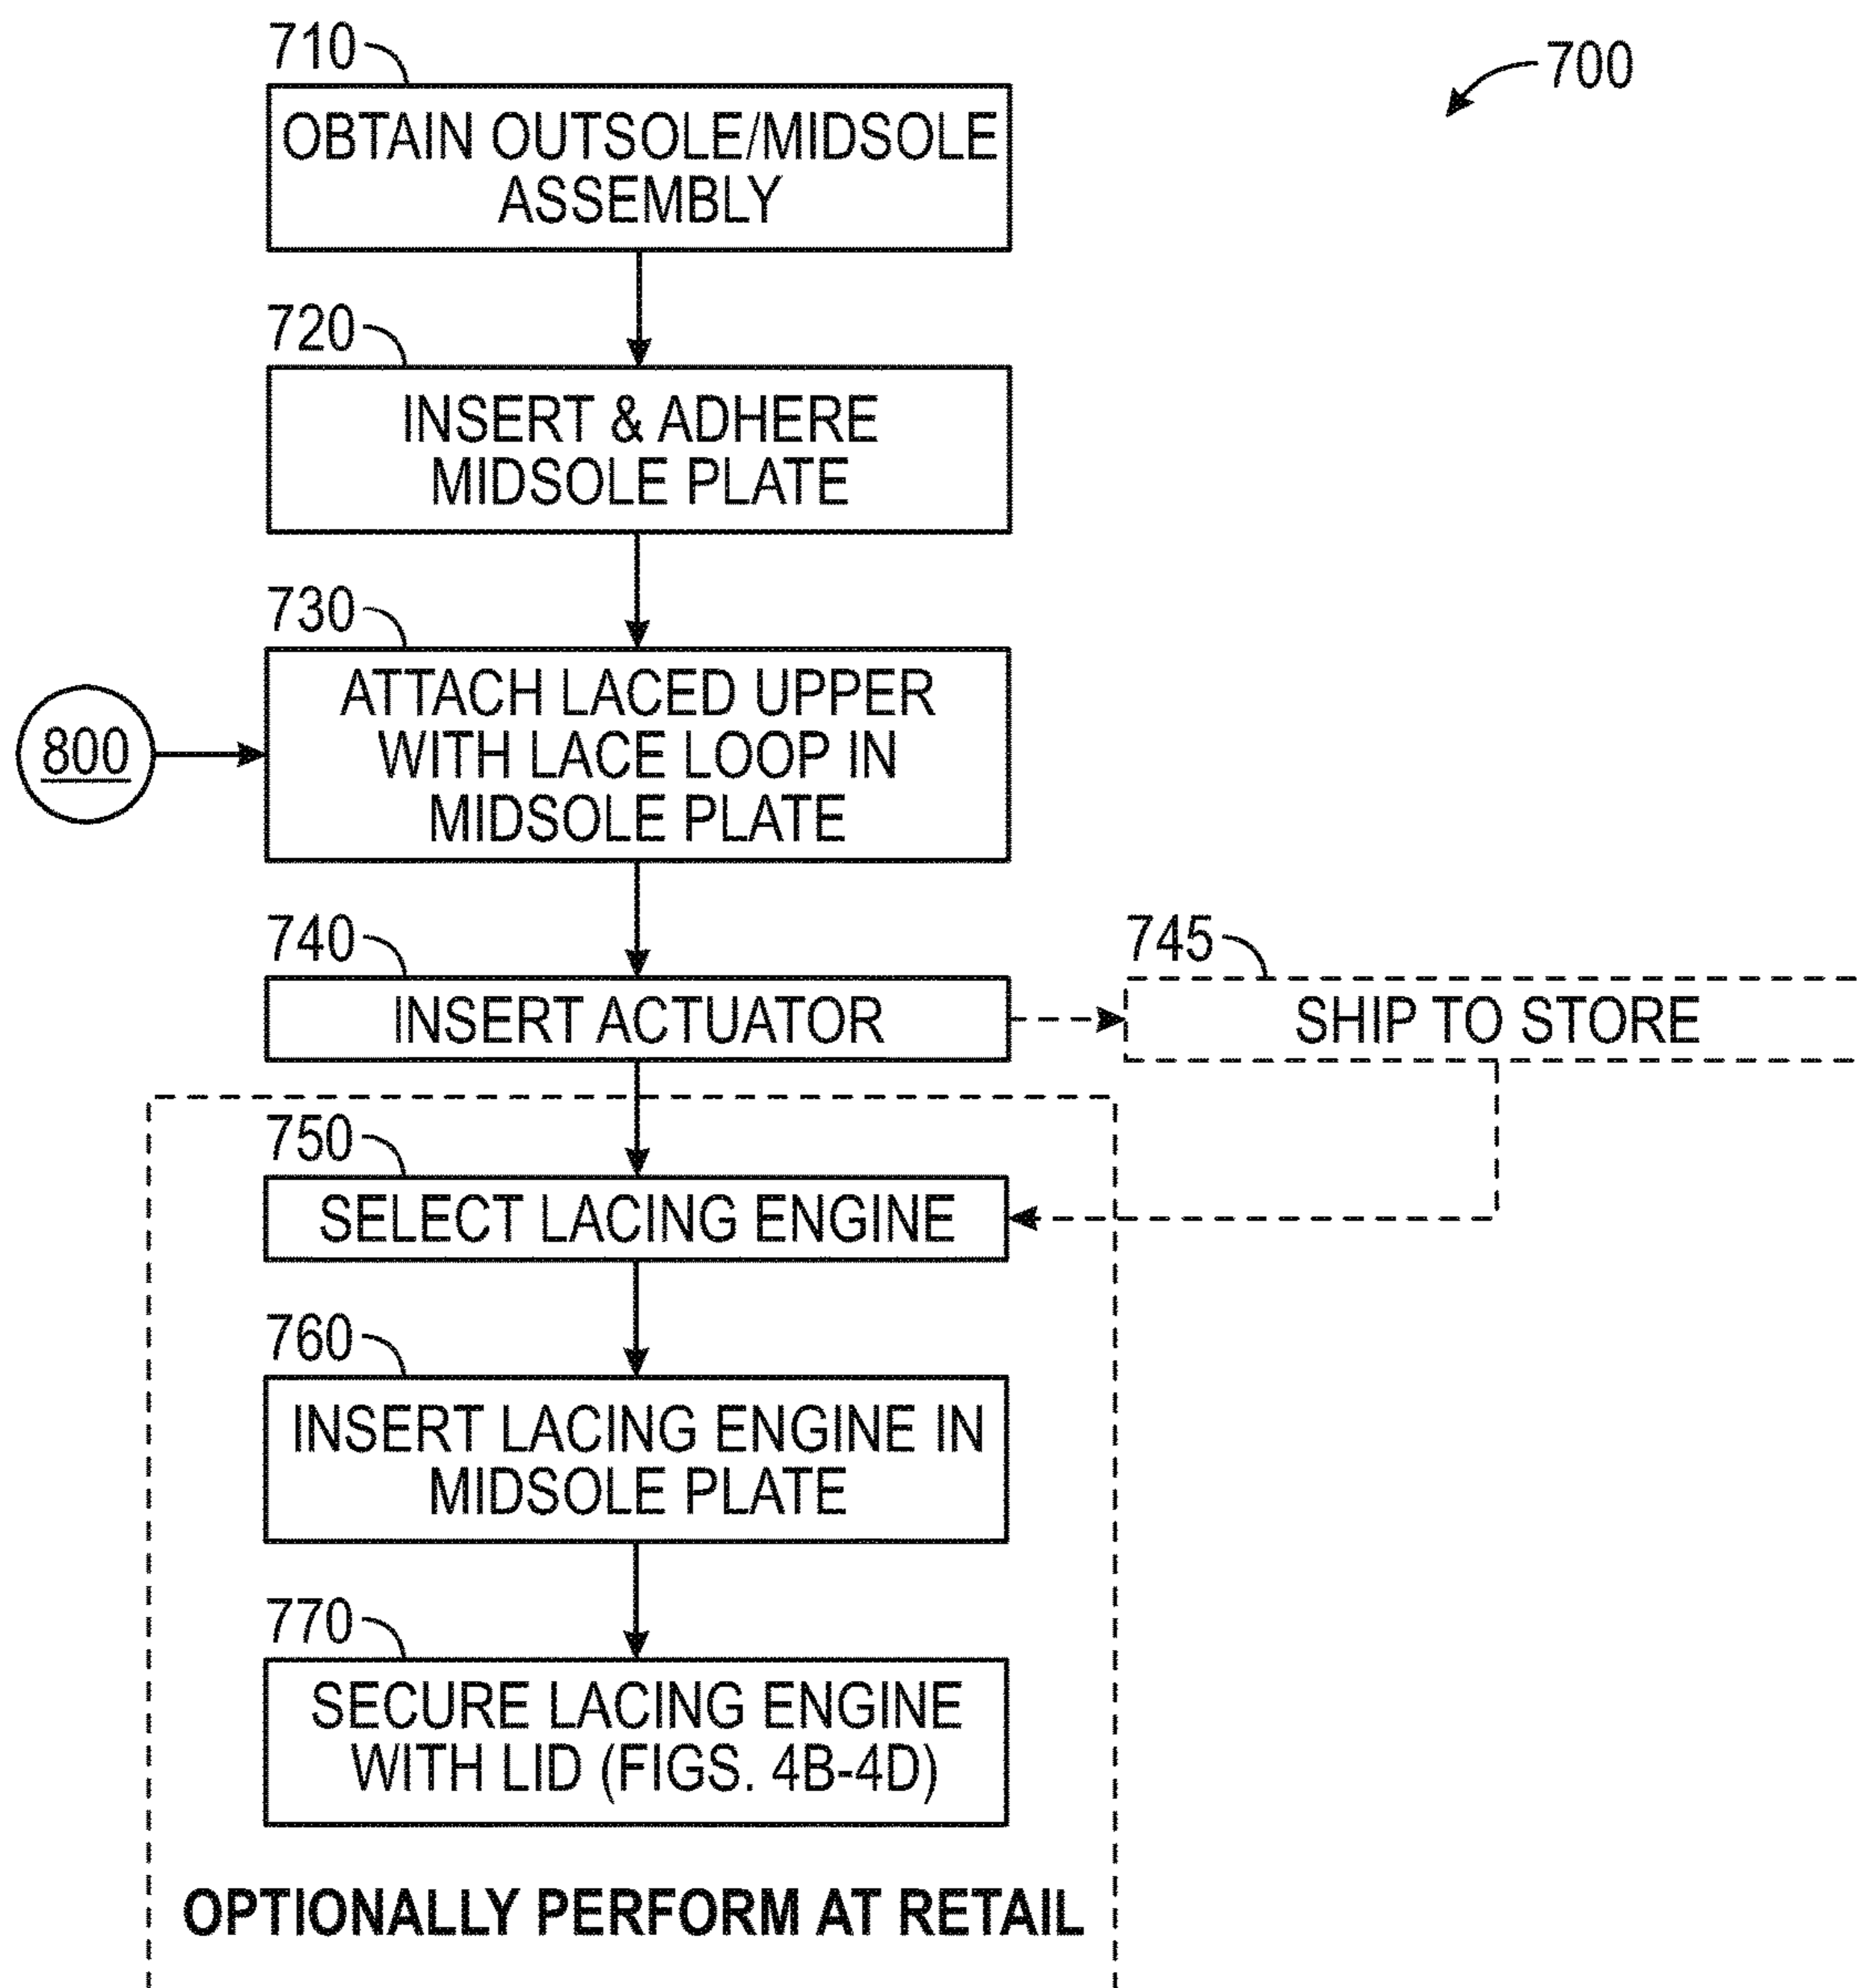 710
700
OBTAIN OUTSOLE/MIDSOLE
ASSEMBLY
720
INSERT & ADHERE
MIDSOLE PLATE
730
ATTACH LACED UPPER
WITH LACE LOOP IN
MIDSOLE PLATE
800
740
INSERT ACTUATOR
745
SHIP TO STORE
750
SELECT LACING ENGINE
760
INSERT LACING ENGINE IN
MIDSOLE PLATE
770
SECURE LACING ENGINE
WITH LID (FIGS. 4B-4D)
OPTIONALLY PERFORM AT RETAIL